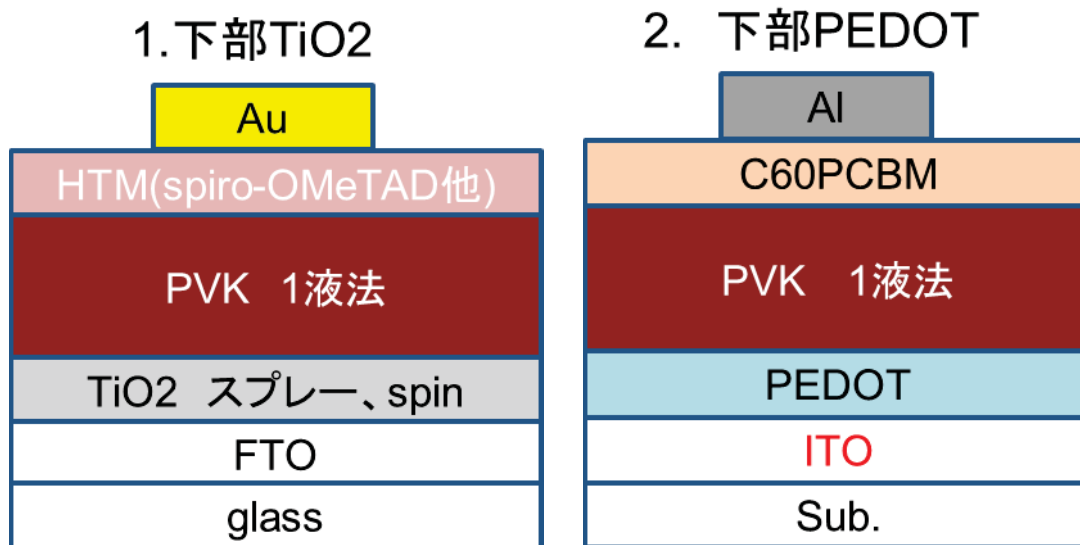 1.下部TiO2
Au
HTM(spiro-OMeTAD他)
PVK 1液法
TiO2 スプレー、spin
FTO
glass
2. 下部PEDOT
Al
C60PCBM
PVK 1液法
PEDOT
ITO
Sub.